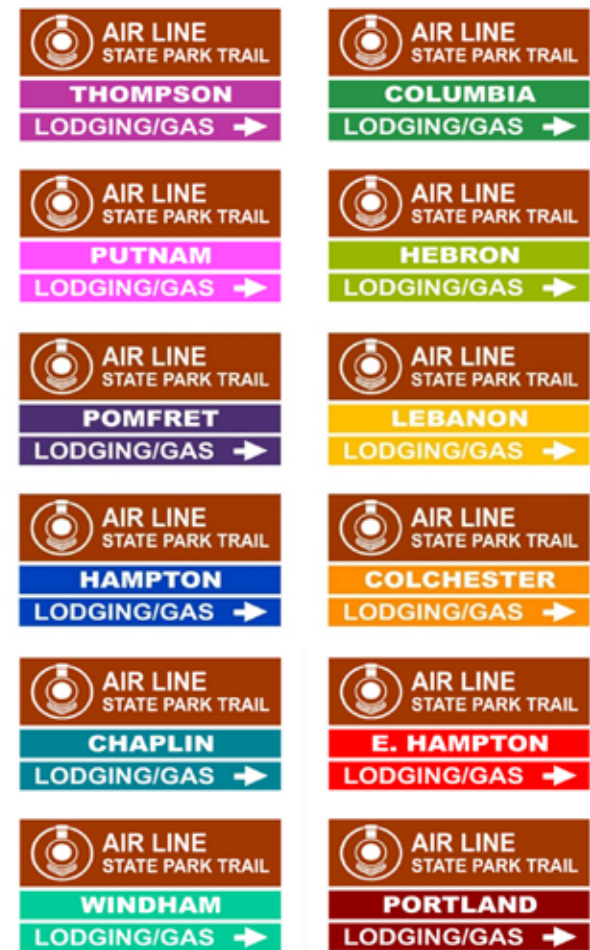 AIR LINE
STATE PARK TRAIL
THOMPSON
LODGING/GAS
AIR LINE
STATE PARK TRAIL
COLUMBIA
LODGING/GAS
AIR LINE
STATE PARK TRAIL
PUTNAM
LODGING/GAS
AIR LINE
STATE PARK TRAIL
HEBRON
LODGING/GAS
AIR LINE
STATE PARK TRAIL
POMFRET
LODGING/GAS
AIR LINE
STATE PARK TRAIL
LEBANON
LODGING/GAS
AIR LINE
STATE PARK TRAIL
HAMPTON
LODGING/GAS
AIR LINE
STATE PARK TRAIL
COLCHESTER
LODGING/GAS
AIR LINE
STATE PARK TRAIL
CHAPLIN
LODGING/GAS
AIR LINE
STATE PARK TRAIL
E. HAMPTON
LODGING/GAS
AIR LINE
STATE PARK TRAIL
WINDHAM
LODGING/GAS
AIR LINE
STATE PARK TRAIL
PORTLAND
LODGING/GAS